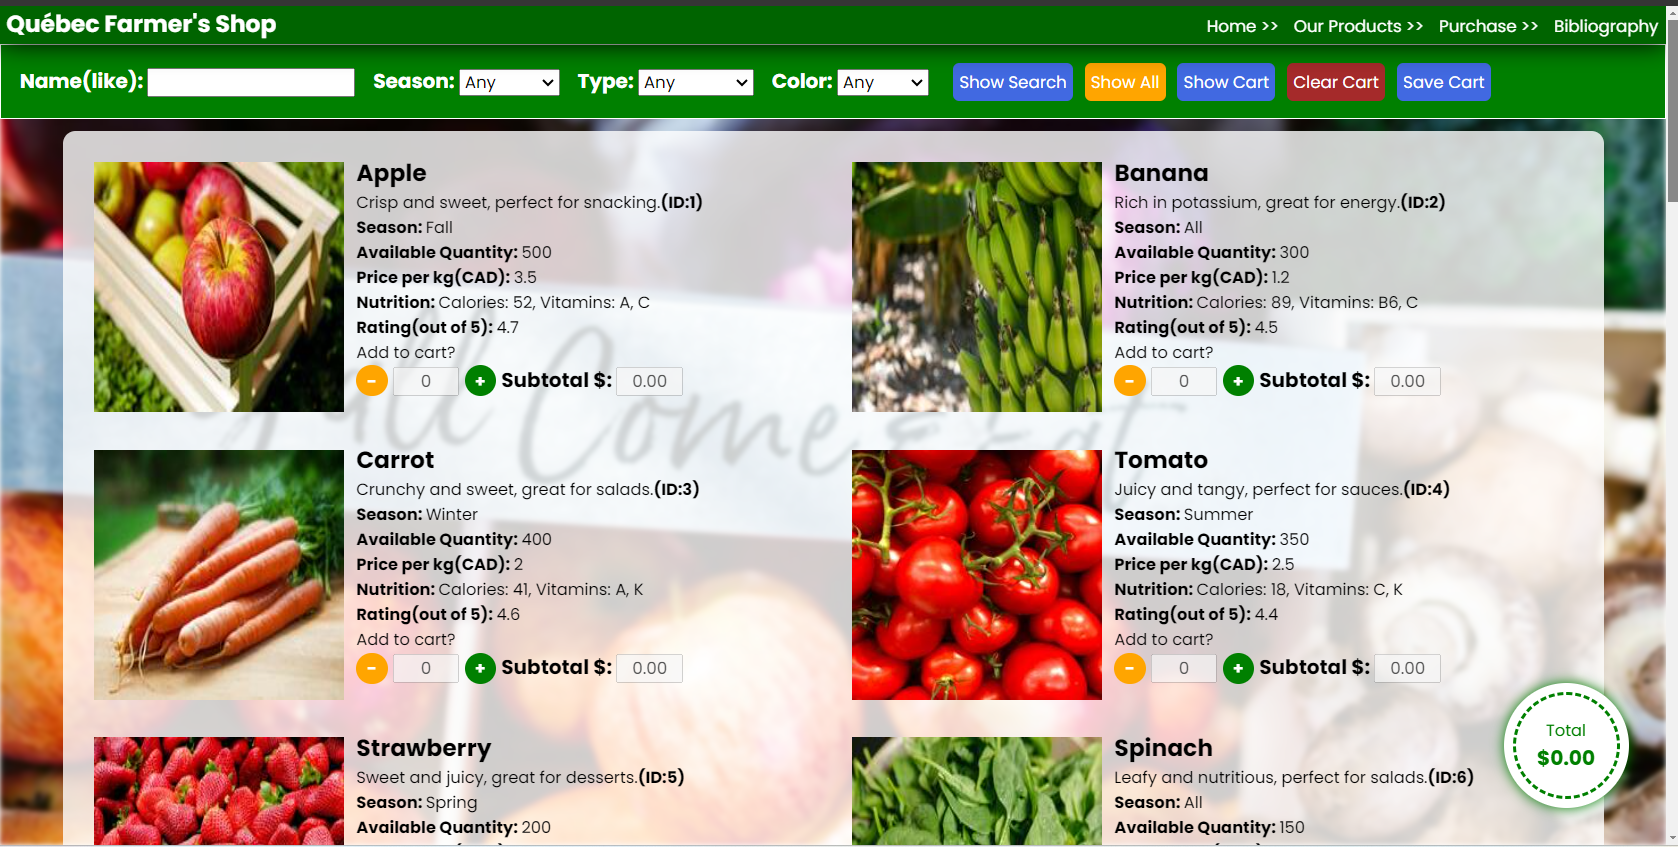 Québec Farmer's Shop
Home >> Our Products >> Purchase >> Bibliography
Name(like): Season: Any Type: Any Color: Any Show Search Show All Show Cart Clear Cart Save Cart
Apple
Crisp and sweet, perfect for snacking.(ID:1)
Season: Fall
Available Quantity: 500
Price per kg(CAD): 3.5
Nutrition: Calories: 52, Vitamins: A, C
Rating(out of 5): 4.7
Add to cart?
- 0 + Subtotal $: 0.00
Banana
Rich in potassium, great for energy.(ID:2)
Season: All
Available Quantity: 300
Price per kg(CAD): 1.2
Nutrition: Calories: 89, Vitamins: B6, C
Rating(out of 5): 4.5
Add to cart?
- 0 + Subtotal $: 0.00
Carrot
Crunchy and sweet, great for salads.(ID:3)
Season: Winter
Available Quantity: 400
Price per kg(CAD): 2
Nutrition: Calories: 41, Vitamins: A, K
Rating(out of 5): 4.6
Add to cart?
- 0 + Subtotal $: 0.00
Tomato
Juicy and tangy, perfect for sauces.(ID:4)
Season: Summer
Available Quantity: 350
Price per kg(CAD): 2.5
Nutrition: Calories: 18, Vitamins: C, K
Rating(out of 5): 4.4
Add to cart?
- 0 + Subtotal $: 0.00
Strawberry
Sweet and juicy, great for desserts.(ID:5)
Season: Spring
Available Quantity: 200
Spinach
Leafy and nutritious, perfect for salads.(ID:6)
Season: All
Available Quantity: 150
Total
$0.00
Come & Eat